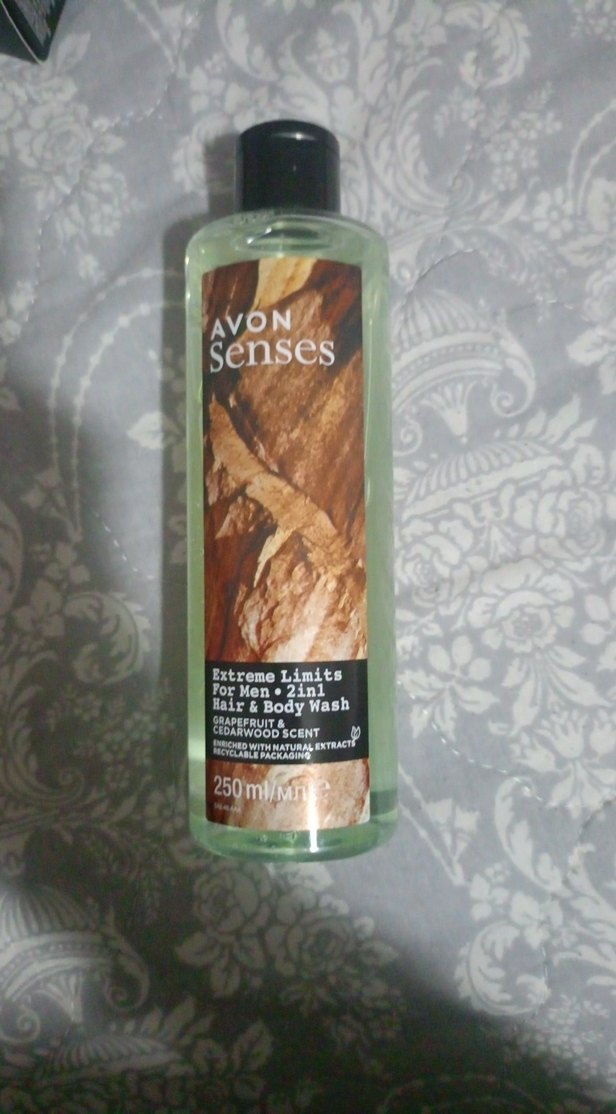 AVON
senses
Extreme Limits
For Men • 2in1
Hair & Body Wash
GRAPEFRUIT &
CEDARWOOD SCENT
ENRICHED WITH NATURAL EXTRACTS
RECYCLABLE PACKAGING
250 ml/мл/℮